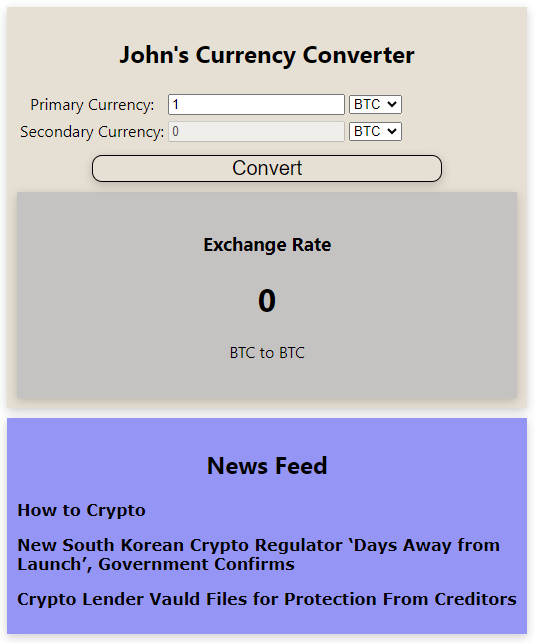 John's Currency Converter
Primary Currency: 1 BTC
Secondary Currency: 0 BTC
Convert
Exchange Rate
0
BTC to BTC
News Feed
How to Crypto
New South Korean Crypto Regulator ‘Days Away from
Launch’, Government Confirms
Crypto Lender Vauld Files for Protection From Creditors